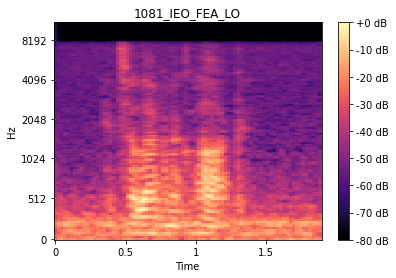 1081_IEO_FEA_LO
8192
4096
2048
1024
512
0
Hz
0
0.5
1
1.5
Time
+0 dB
-10 dB
-20 dB
-30 dB
-40 dB
-50 dB
-60 dB
-70 dB
-80 dB